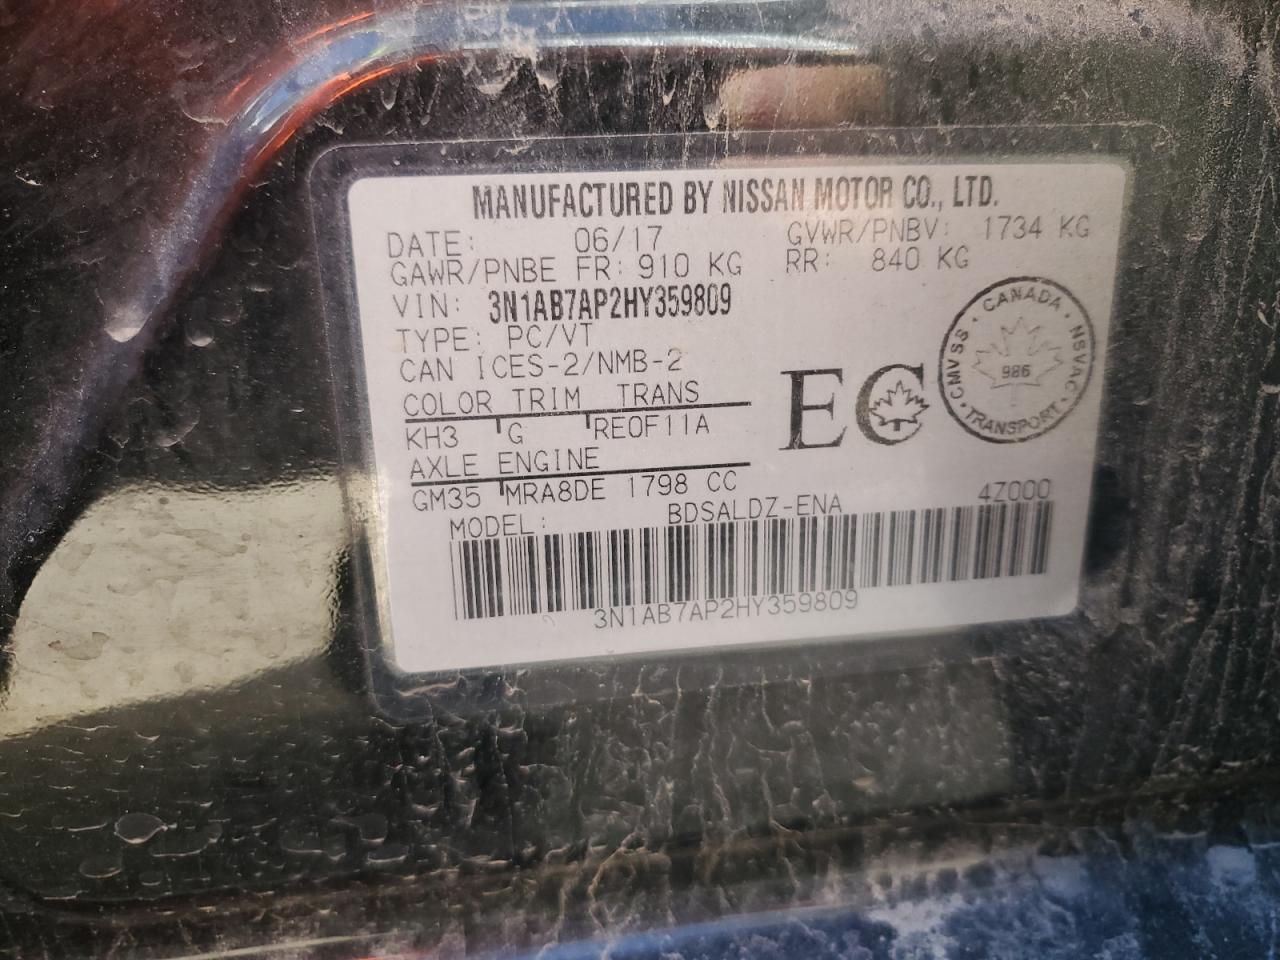 MANUFACTURED BY NISSAN MOTOR CO., LTD.
DATE: 06/17 GVWR/PNBV: 1734 KG
GAWR/PNBE FR: 910 KG RR: 840 KG
VIN: 3N1AB7AP2HY359809
TYPE: PC/VT
CAN ICES-2/NMB-2
COLOR TRIM TRANS
KH3 G RE0F11A
AXLE ENGINE
GM35 MRA8DE 1798 CC
EC
CANADA
CMVSS · NSVAC
986
TRANSPORT
MODEL: BDSALDZ-ENA 4Z000
3N1AB7AP2HY359809